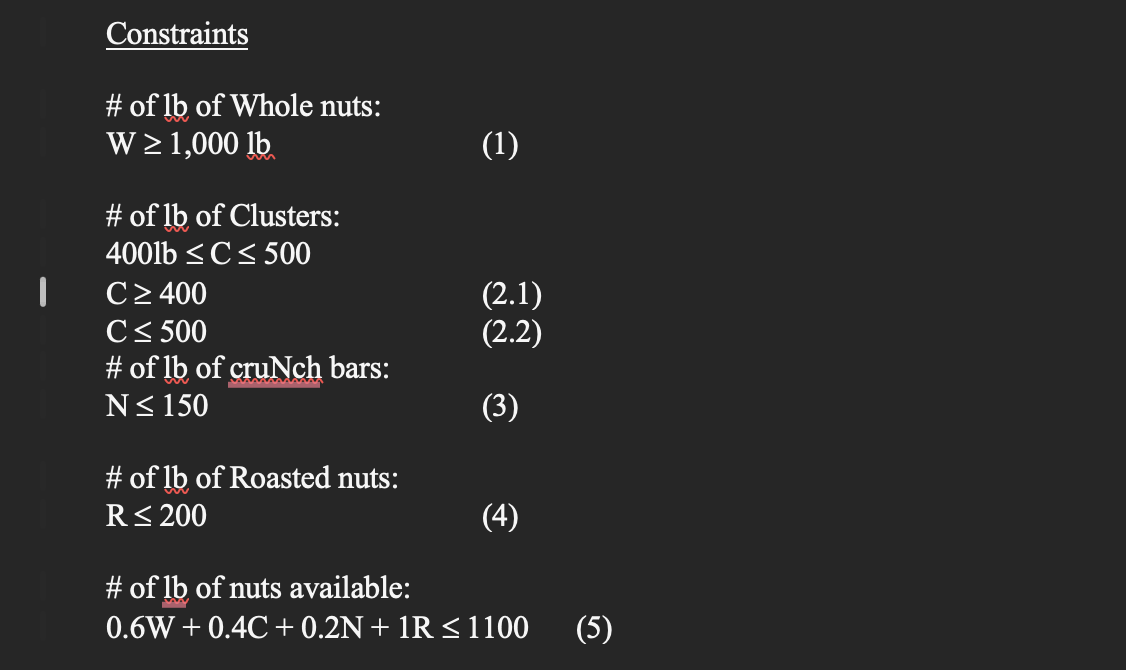 Constraints
# of lb of Whole nuts:
W ≥ 1,000 lb (1)
# of lb of Clusters:
400lb ≤ C ≤ 500
C ≥ 400 (2.1)
C ≤ 500 (2.2)
# of lb of cruNch bars:
N ≤ 150 (3)
# of lb of Roasted nuts:
R ≤ 200 (4)
# of lb of nuts available:
0.6W + 0.4C + 0.2N + 1R ≤ 1100 (5)